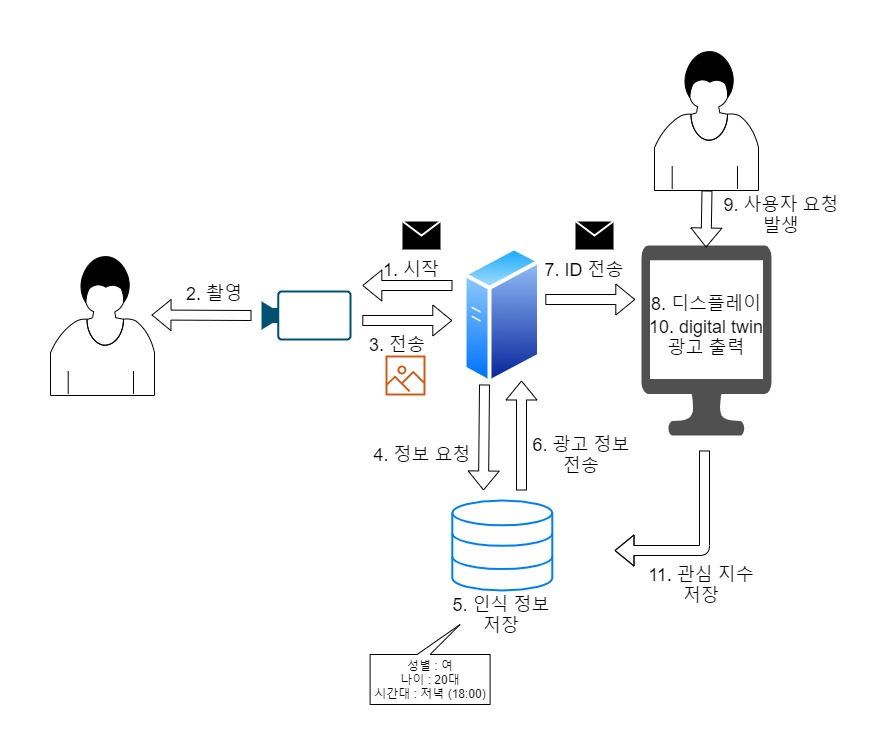 9. 사용자 요청
발생
1. 시작
7. ID 전송
2. 촬영
3. 전송
8. 디스플레이
10. digital twin
광고 출력
4. 정보 요청
6. 광고 정보
전송
5. 인식 정보
저장
11. 관심 지수
저장
성별 : 여
나이 : 20대
시간대 : 저녁 (18:00)